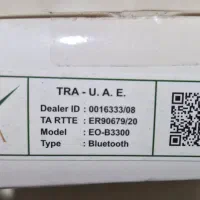 TRA - U. A. E.
Dealer ID : 0016333/08
TA RTTE : ER90679/20
Model : EO-B3300
Type : Bluetooth